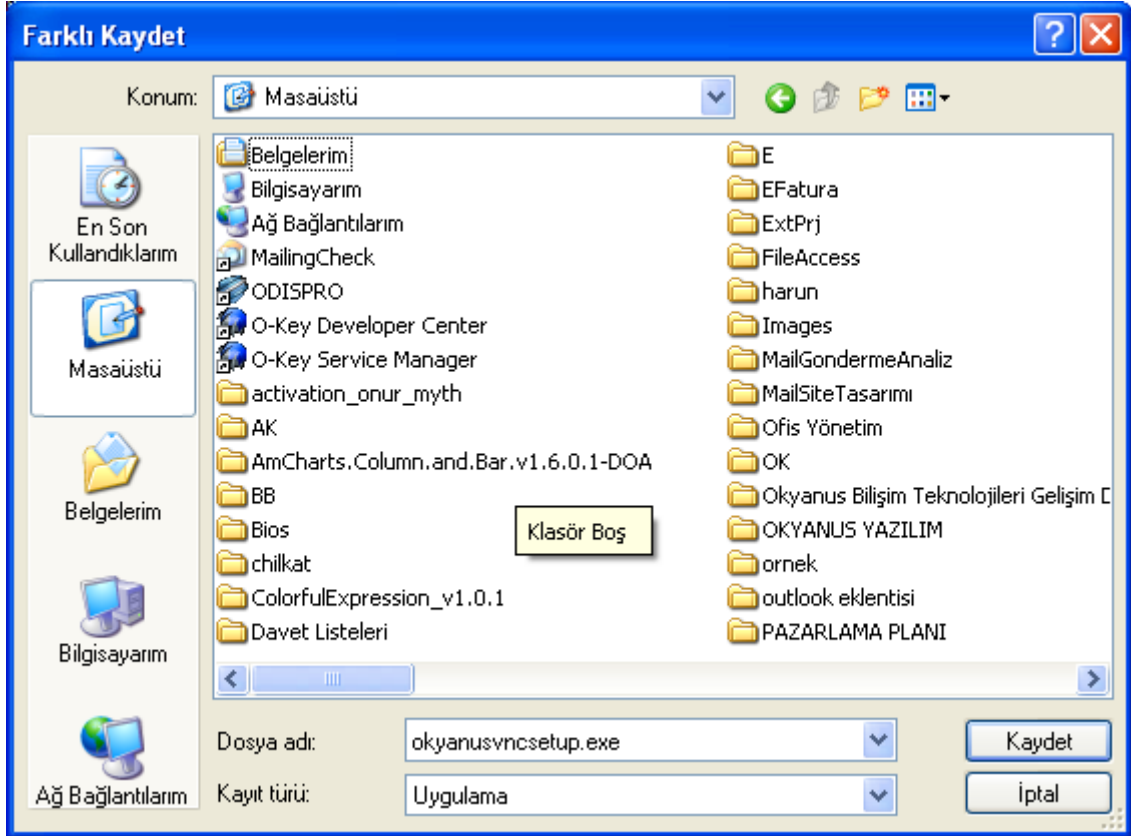 Farklı Kaydet
Konum:
Masaüstü
En Son
Kullandıklarım
Masaüstü
Belgelerim
Bilgisayarım
Ağ Bağlantılarım
Belgelerim
Bilgisayarım
Ağ Bağlantılarım
MailingCheck
ODISPRO
O-Key Developer Center
O-Key Service Manager
activation_onur_myth
AK
AmCharts.Column.and.Bar.v1.6.0.1-DOA
BB
Bios
chilkat
ColorfulExpression_v1.0.1
Davet Listeleri
E
EFatura
ExtPrj
FileAccess
harun
Images
MailGondermeAnaliz
MailSiteTasarımı
Ofis Yönetim
OK
Okyanus Bilişim Teknolojileri Gelişim
OKYANUS YAZILIM
ornek
outlook eklentisi
PAZARLAMA PLANI
Klasör Boş
Dosya adı:
okyanusvncsetup.exe
Kaydet
Kayıt türü:
Uygulama
İptal